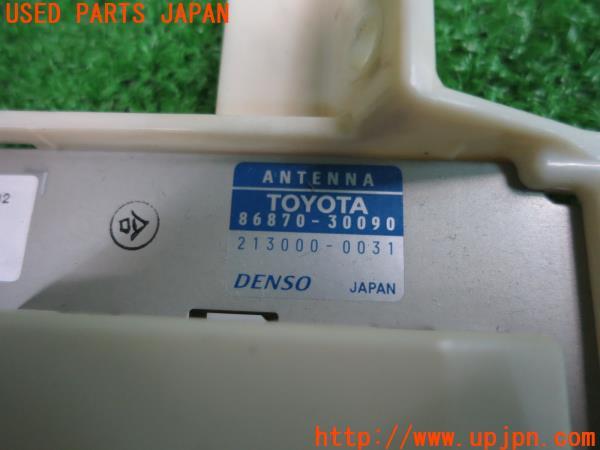 USED PARTS JAPAN
ANTENNA
TOYOTA
86870-30090
213000-0031
DENSO JAPAN
http://www.upjpn.com